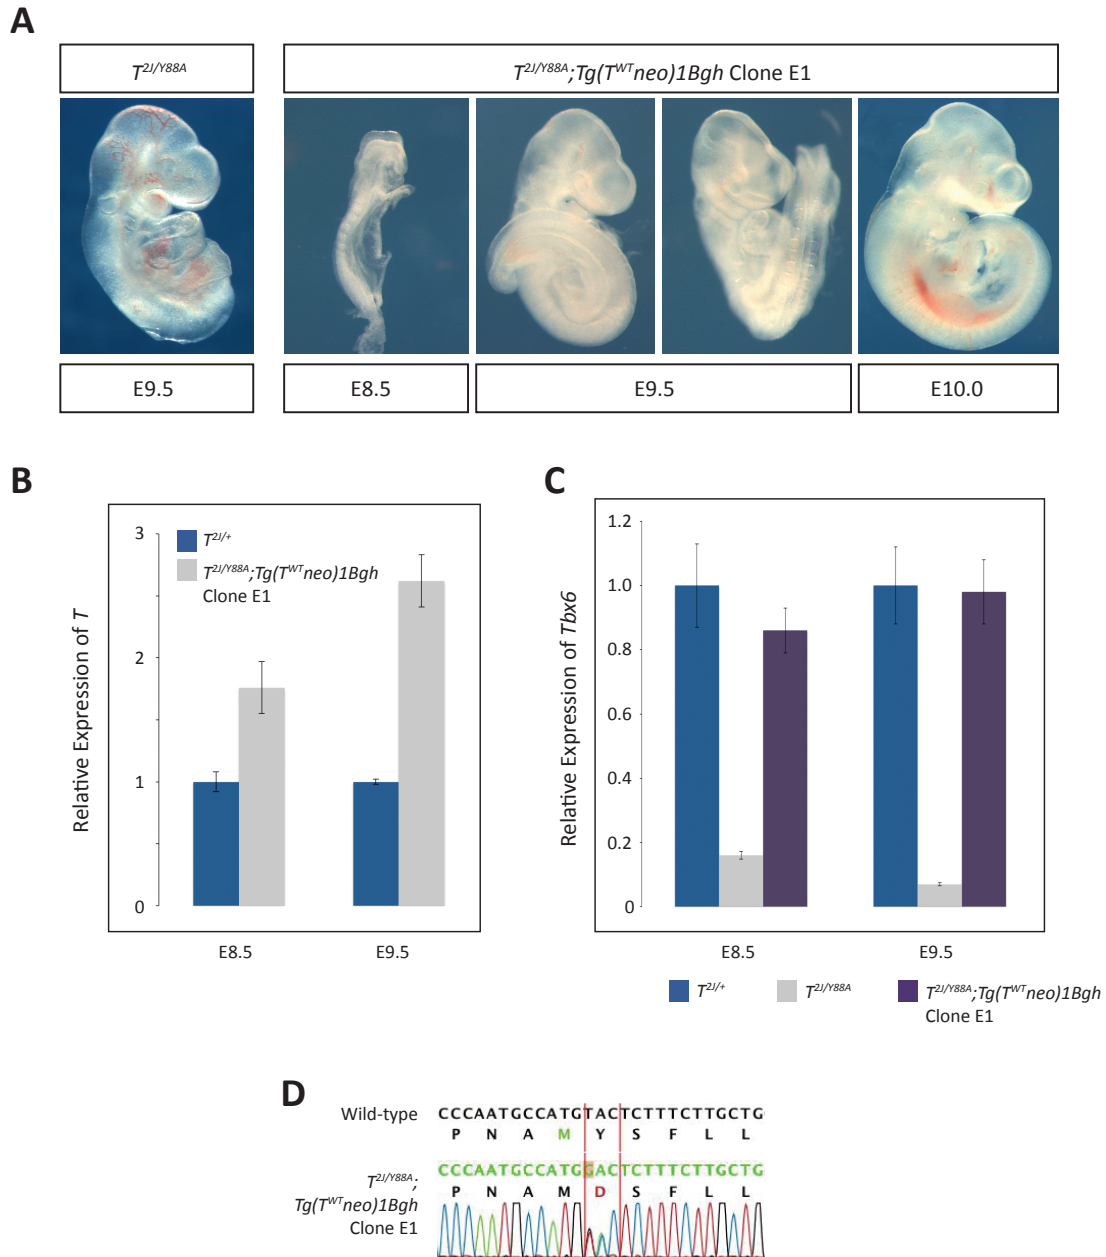 A
T2J/Y88A
T2J/Y88A;Tg(TWTneo)1Bgh Clone E1
E9.5
E8.5
E9.5
E10.0
B
Relative Expression of T
3
2
1
0
T2J/+
T2J/Y88A;Tg(TWTneo)1Bgh
Clone E1
E8.5
E9.5
C
Relative Expression of Tbx6
1.2
1.0
0.8
0.6
0.4
0.2
0
E8.5
E9.5
T2J/+
T2J/Y88A
T2J/Y88A;Tg(TWTneo)1Bgh
Clone E1
D
Wild-type
CCCAATGCCATGTACTCTTTCTTGCTG
P N A M Y S F L L
T2J/Y88A;
Tg(TWTneo)1Bgh
Clone E1
CCCAATGCCATGGACTCTTTCTTGCTG
P N A M D S F L L